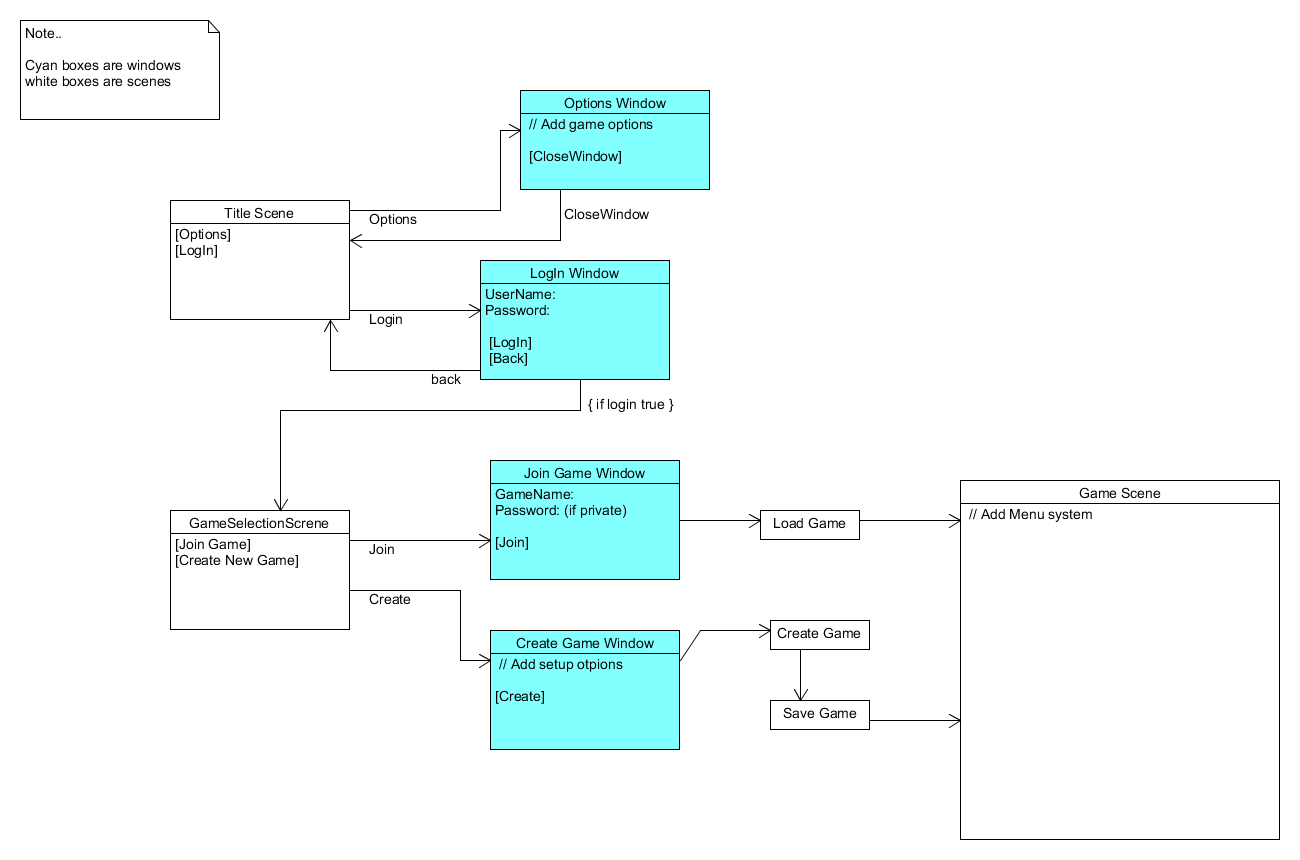 Note..
Cyan boxes are windows
white boxes are scenes
Options Window
// Add game options
[CloseWindow]
CloseWindow
Title Scene
[Options]
[LogIn]
Options
Login
back
LogIn Window
UserName:
Password:
[LogIn]
[Back]
{ if login true }
GameSelectionScrene
[Join Game]
[Create New Game]
Join
Create
Join Game Window
GameName:
Password: (if private)
[Join]
Load Game
Game Scene
// Add Menu system
Create Game Window
// Add setup otpions
[Create]
Create Game
Save Game